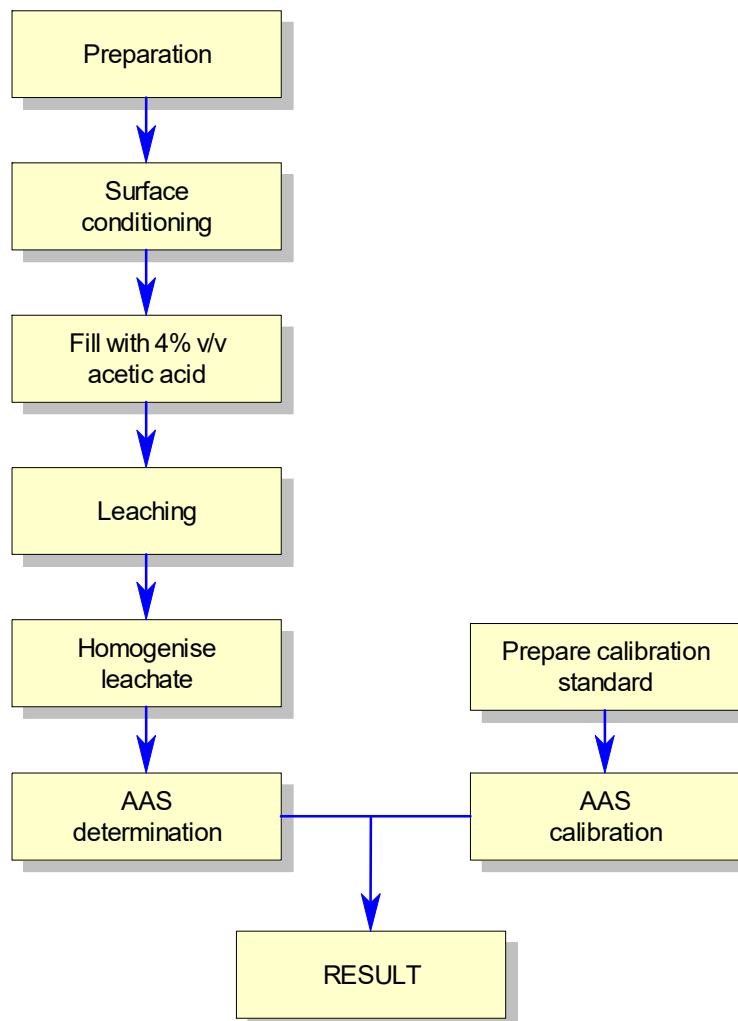 Preparation
Surface
conditioning
Fill with 4% v/v
acetic acid
Leaching
Homogenise
leachate
Prepare calibration
standard
AAS
determination
AAS
calibration
RESULT